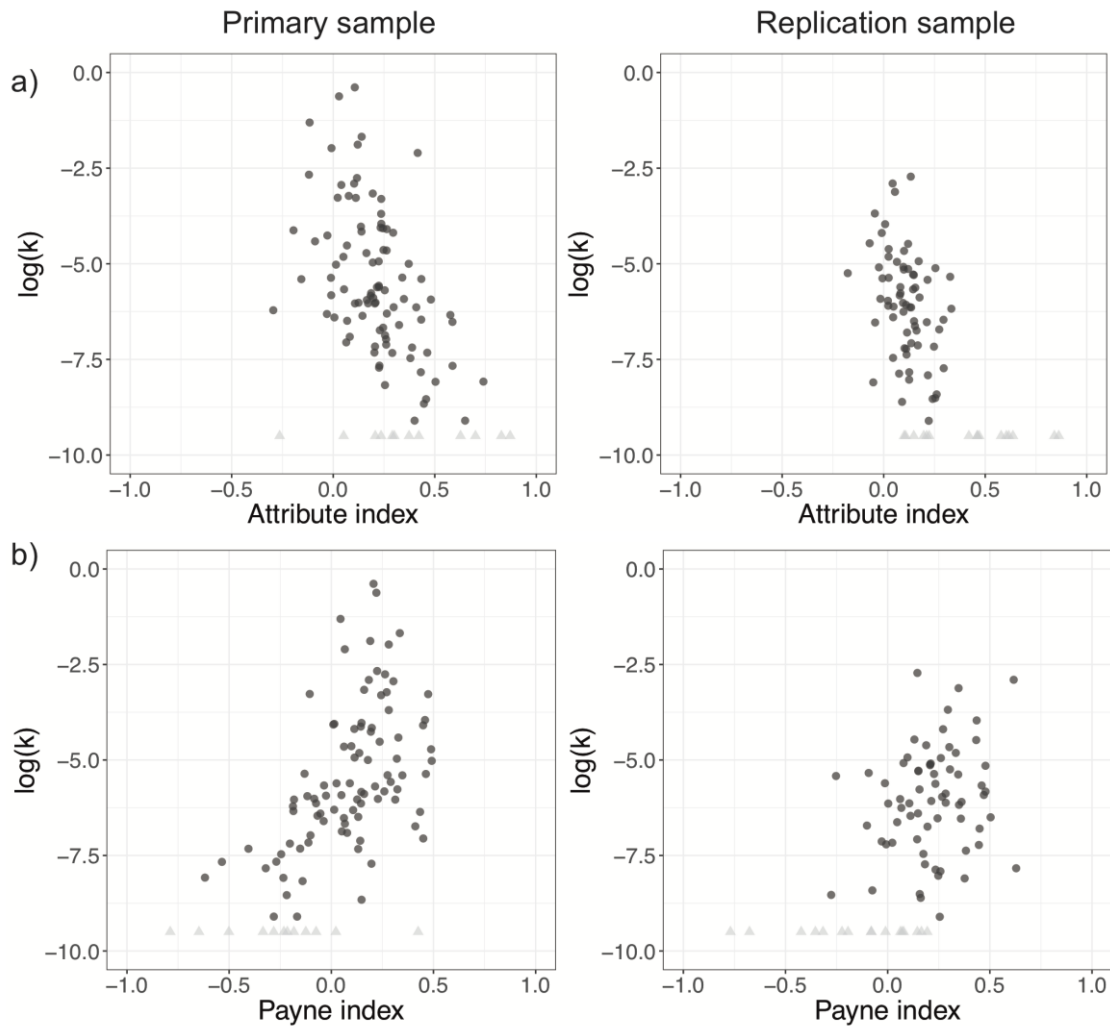 Primary sample Replication sample
a)
0.0 0.0
−2.5 −2.5
log(k) log(k)
−5.0 −5.0
−7.5 −7.5
−10.0 −10.0
−1.0 −0.5 0.0 0.5 1.0 −1.0 −0.5 0.0 0.5 1.0
Attribute index Attribute index
b)
0.0 0.0
−2.5 −2.5
log(k) log(k)
−5.0 −5.0
−7.5 −7.5
−10.0 −10.0
−1.0 −0.5 0.0 0.5 1.0 −1.0 −0.5 0.0 0.5 1.0
Payne index Payne index